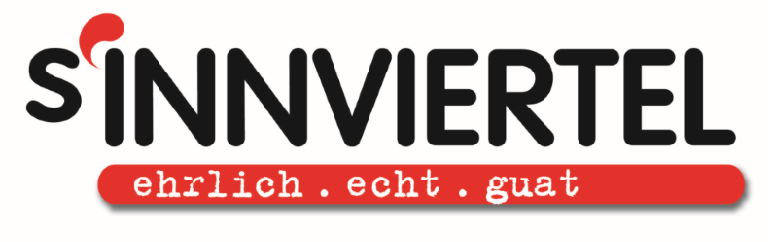 S'INNVIERTEL
ehrlich . echt . guat